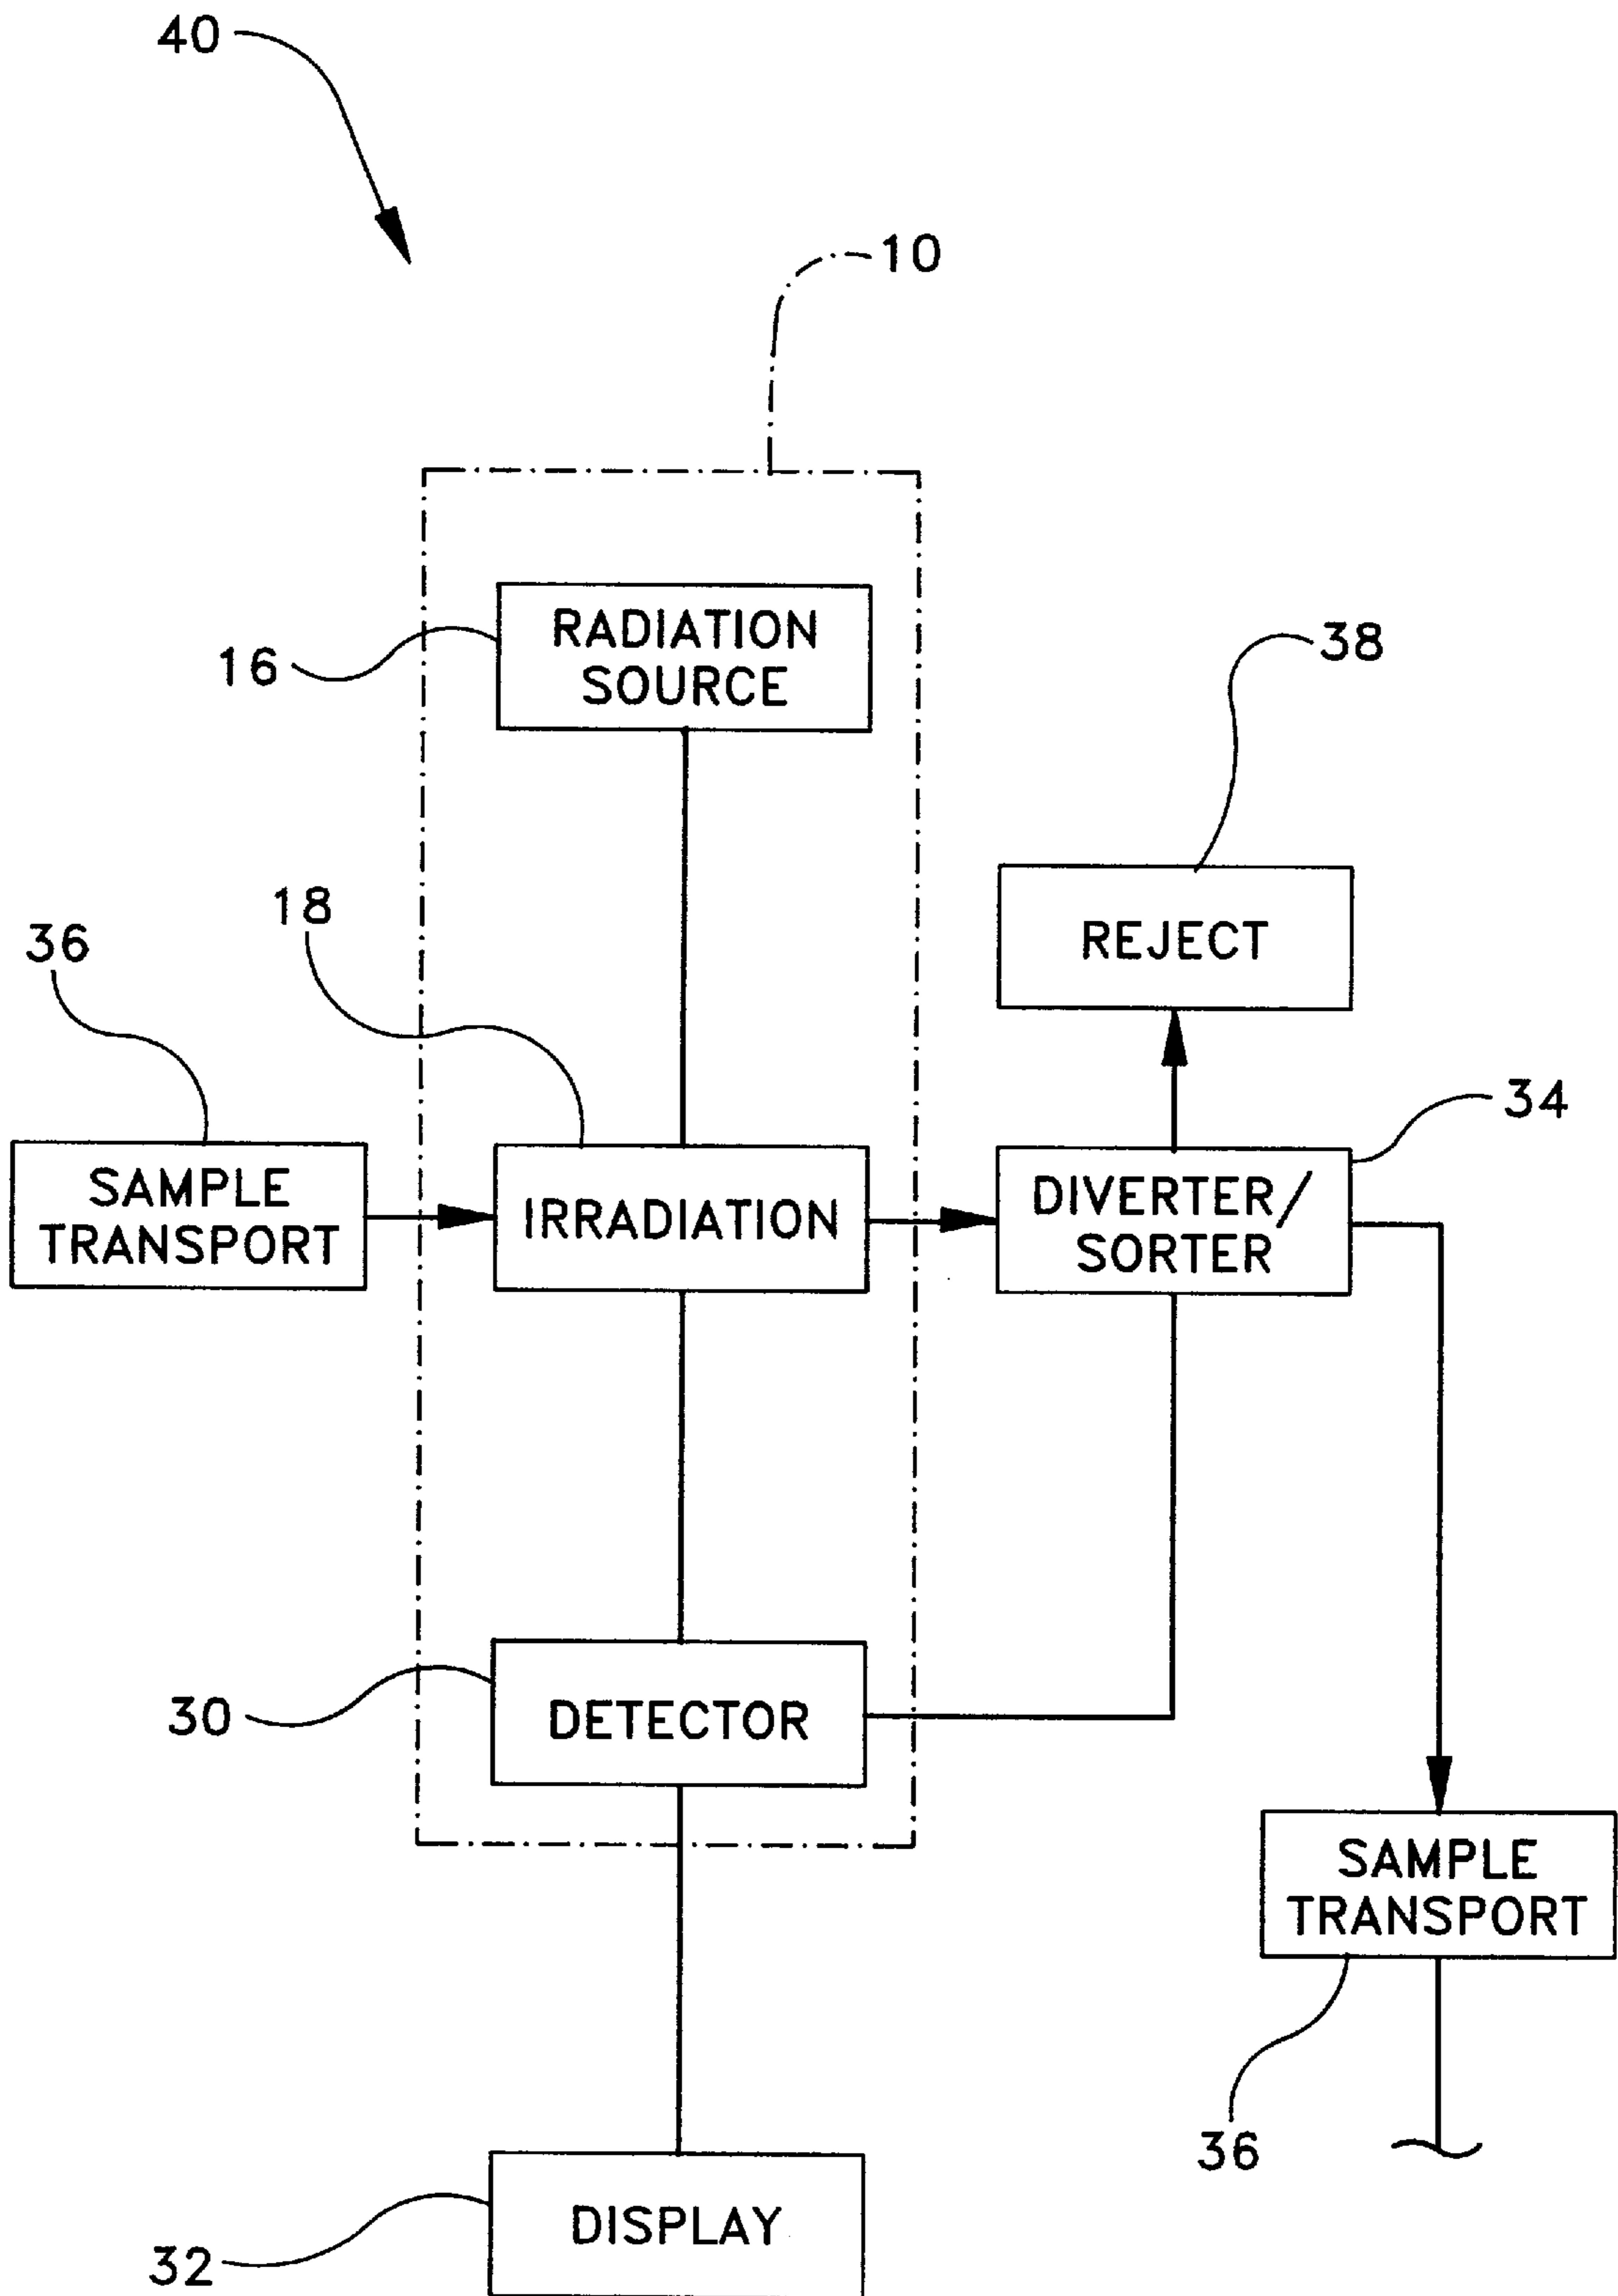 40
10
RADIATION
SOURCE
16
38
REJECT
18
36
34
SAMPLE
TRANSPORT
IRRADIATION
DIVERTER/
SORTER
30
DETECTOR
SAMPLE
TRANSPORT
36
DISPLAY
32